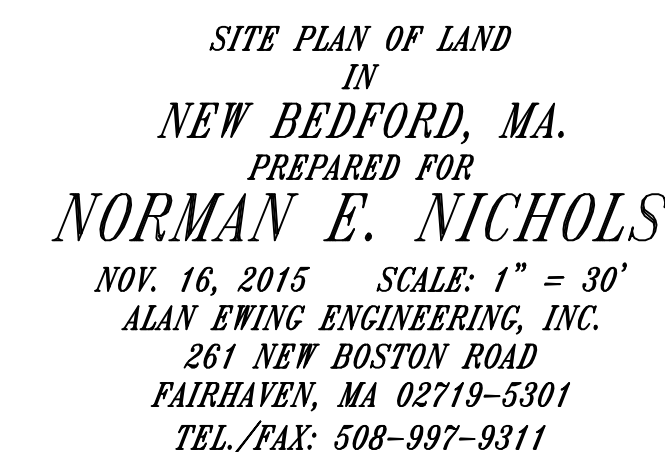 SITE PLAN OF LAND
IN
NEW BEDFORD, MA.
PREPARED FOR
NORMAN E. NICHOLS
NOV. 16, 2015 SCALE: 1" = 30'
ALAN EWING ENGINEERING, INC.
261 NEW BOSTON ROAD
FAIRHAVEN, MA 02719-5301
TEL./FAX: 508-997-9311